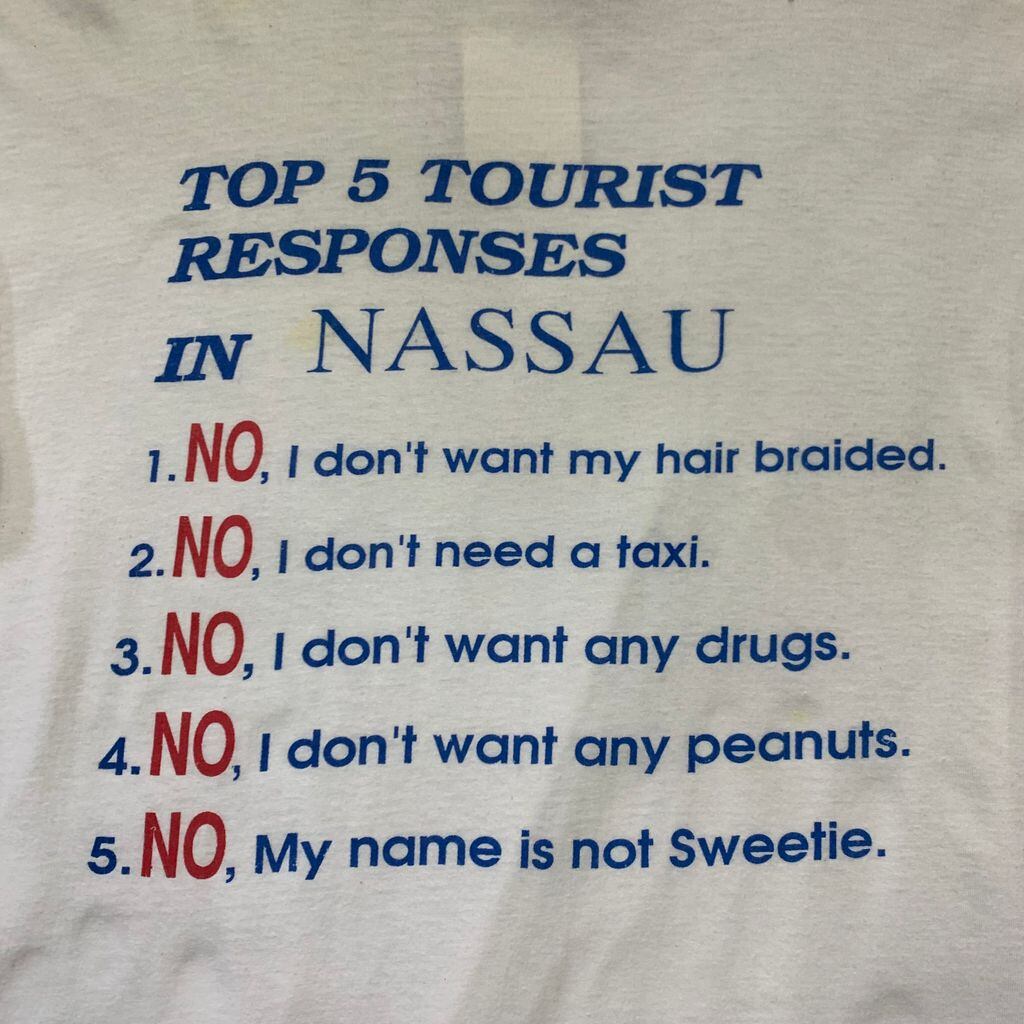 TOP 5 TOURIST
RESPONSES
IN NASSAU
1. NO, I don't want my hair braided.
2. NO, I don't need a taxi.
3. NO, I don't want any drugs.
4. NO, I don't want any peanuts.
5. NO, My name is not Sweetie.